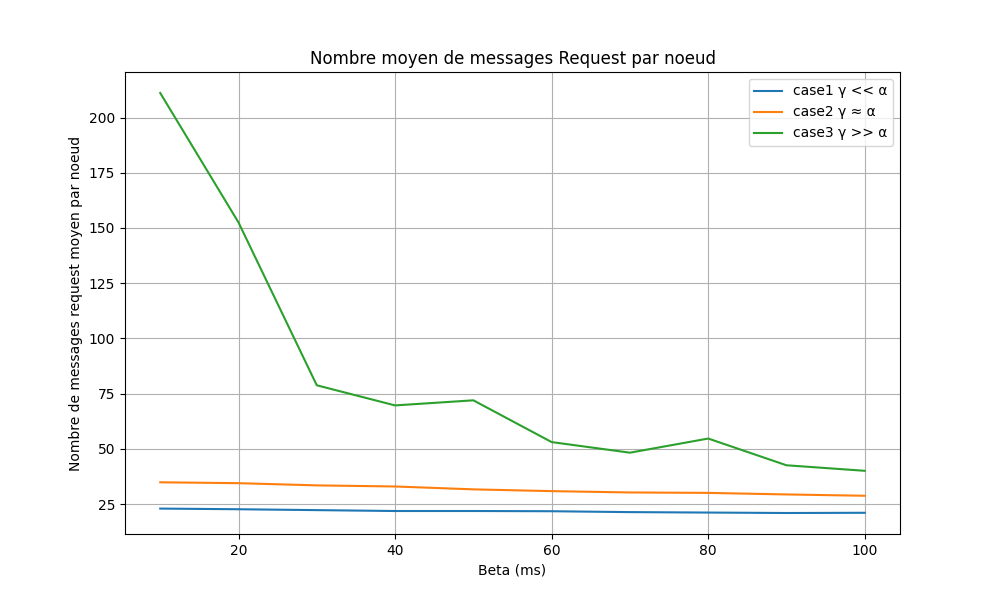 Nombre moyen de messages Request par noeud
case1 γ << α
case2 γ ≈ α
case3 γ >> α
Nombre de messages request moyen par noeud
200
175
150
125
100
75
50
25
20
40
60
80
100
Beta (ms)